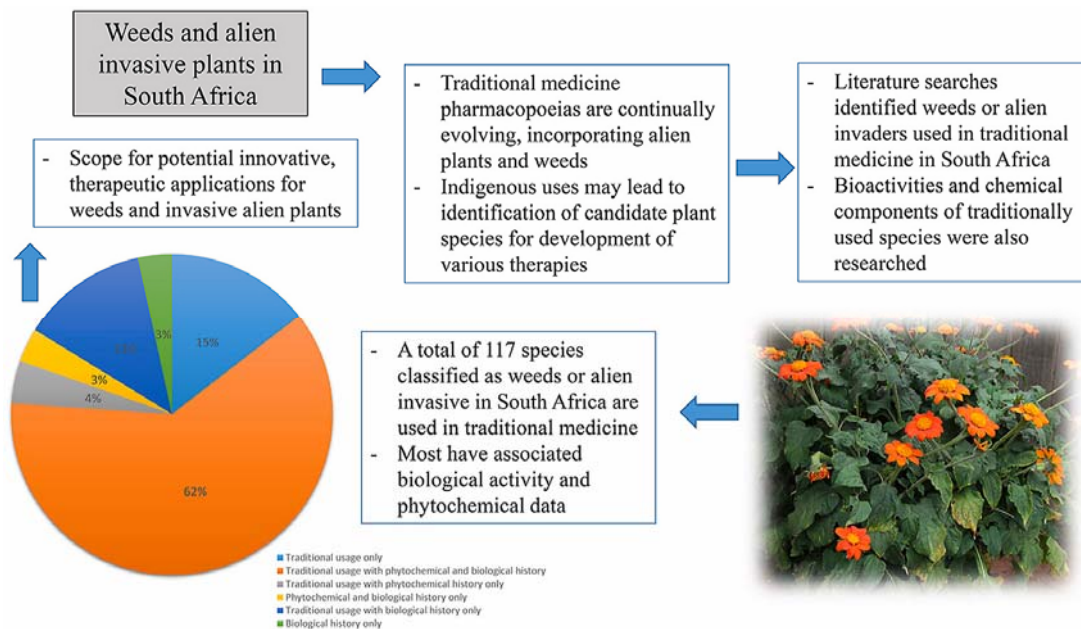 Weeds and alien
invasive plants in
South Africa
- Traditional medicine
pharmacopoeias are continually
evolving, incorporating alien
plants and weeds
- Indigenous uses may lead to
identification of candidate plant
species for development of
various therapies
- Literature searches
identified weeds or alien
invaders used in traditional
medicine in South Africa
- Bioactivities and chemical
components of traditionally
used species were also
researched
- A total of 117 species
classified as weeds or alien
invasive in South Africa are
used in traditional medicine
- Most have associated
biological activity and
phytochemical data
- Scope for potential innovative,
therapeutic applications for
weeds and invasive alien plants
3%
15%
3%
4%
62%
Traditional usage only
Traditional usage with phytochemical and biological history
Traditional usage with phytochemical history only
Phytochemical and biological history only
Traditional usage with biological history only
Biological history only